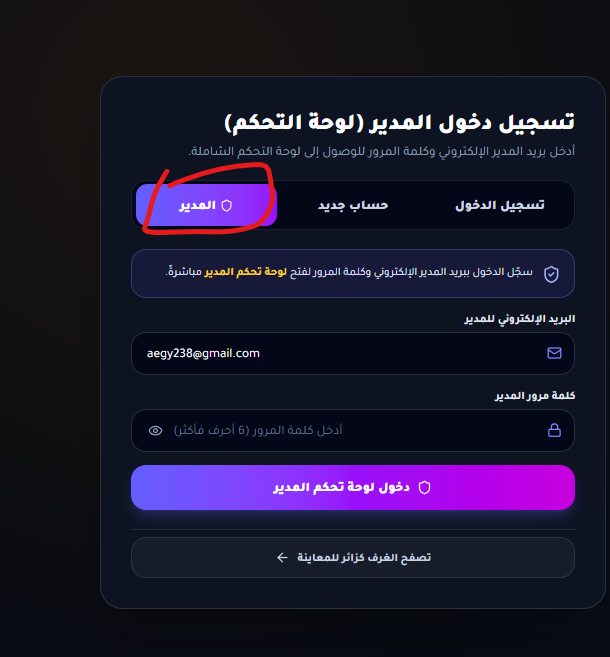 تسجيل دخول المدير (لوحة التحكم)
أدخل بريد المدير الإلكتروني وكلمة المرور للوصول إلى لوحة التحكم الشاملة.
تسجيل الدخول
حساب جديد
المدير
سجّل الدخول ببريد المدير الإلكتروني وكلمة المرور لفتح لوحة تحكم المدير مباشرةً.
البريد الإلكتروني للمدير
aegy238@gmail.com
كلمة مرور المدير
أدخل كلمة المرور (6 أحرف فأكثر)
دخول لوحة تحكم المدير
تصفح الغرف كزائر للمعاينة